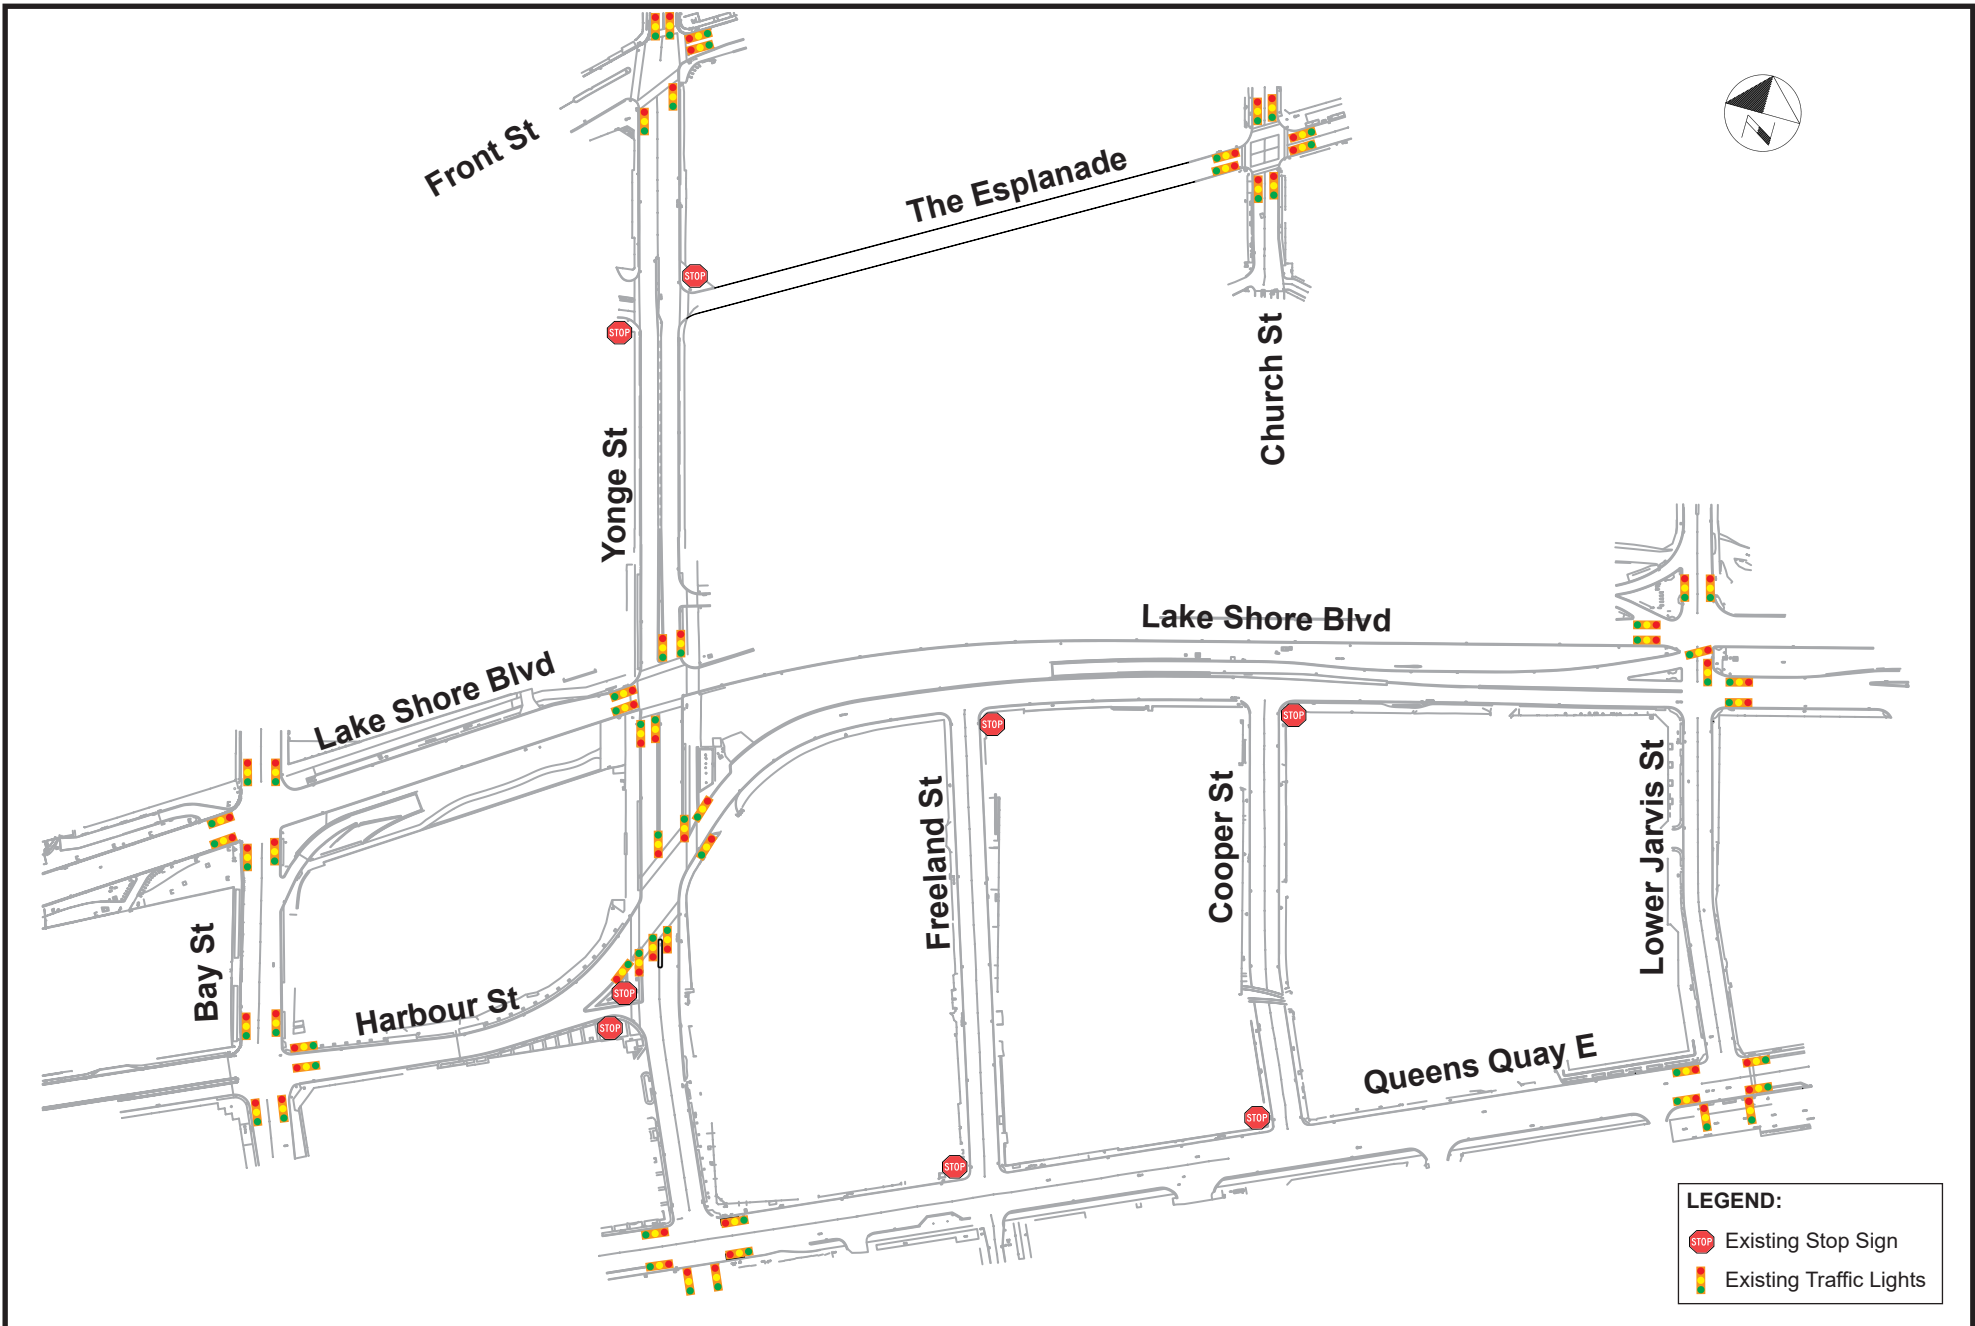 Front St
The Esplanade
STOP
STOP
Church St
Yonge St
Lake Shore Blvd
Lake Shore Blvd
STOP
STOP
Freeland St
Cooper St
Lower Jarvis St
Bay St
Harbour St
STOP
STOP
Queens Quay E
STOP
STOP
LEGEND:
STOP Existing Stop Sign
Existing Traffic Lights